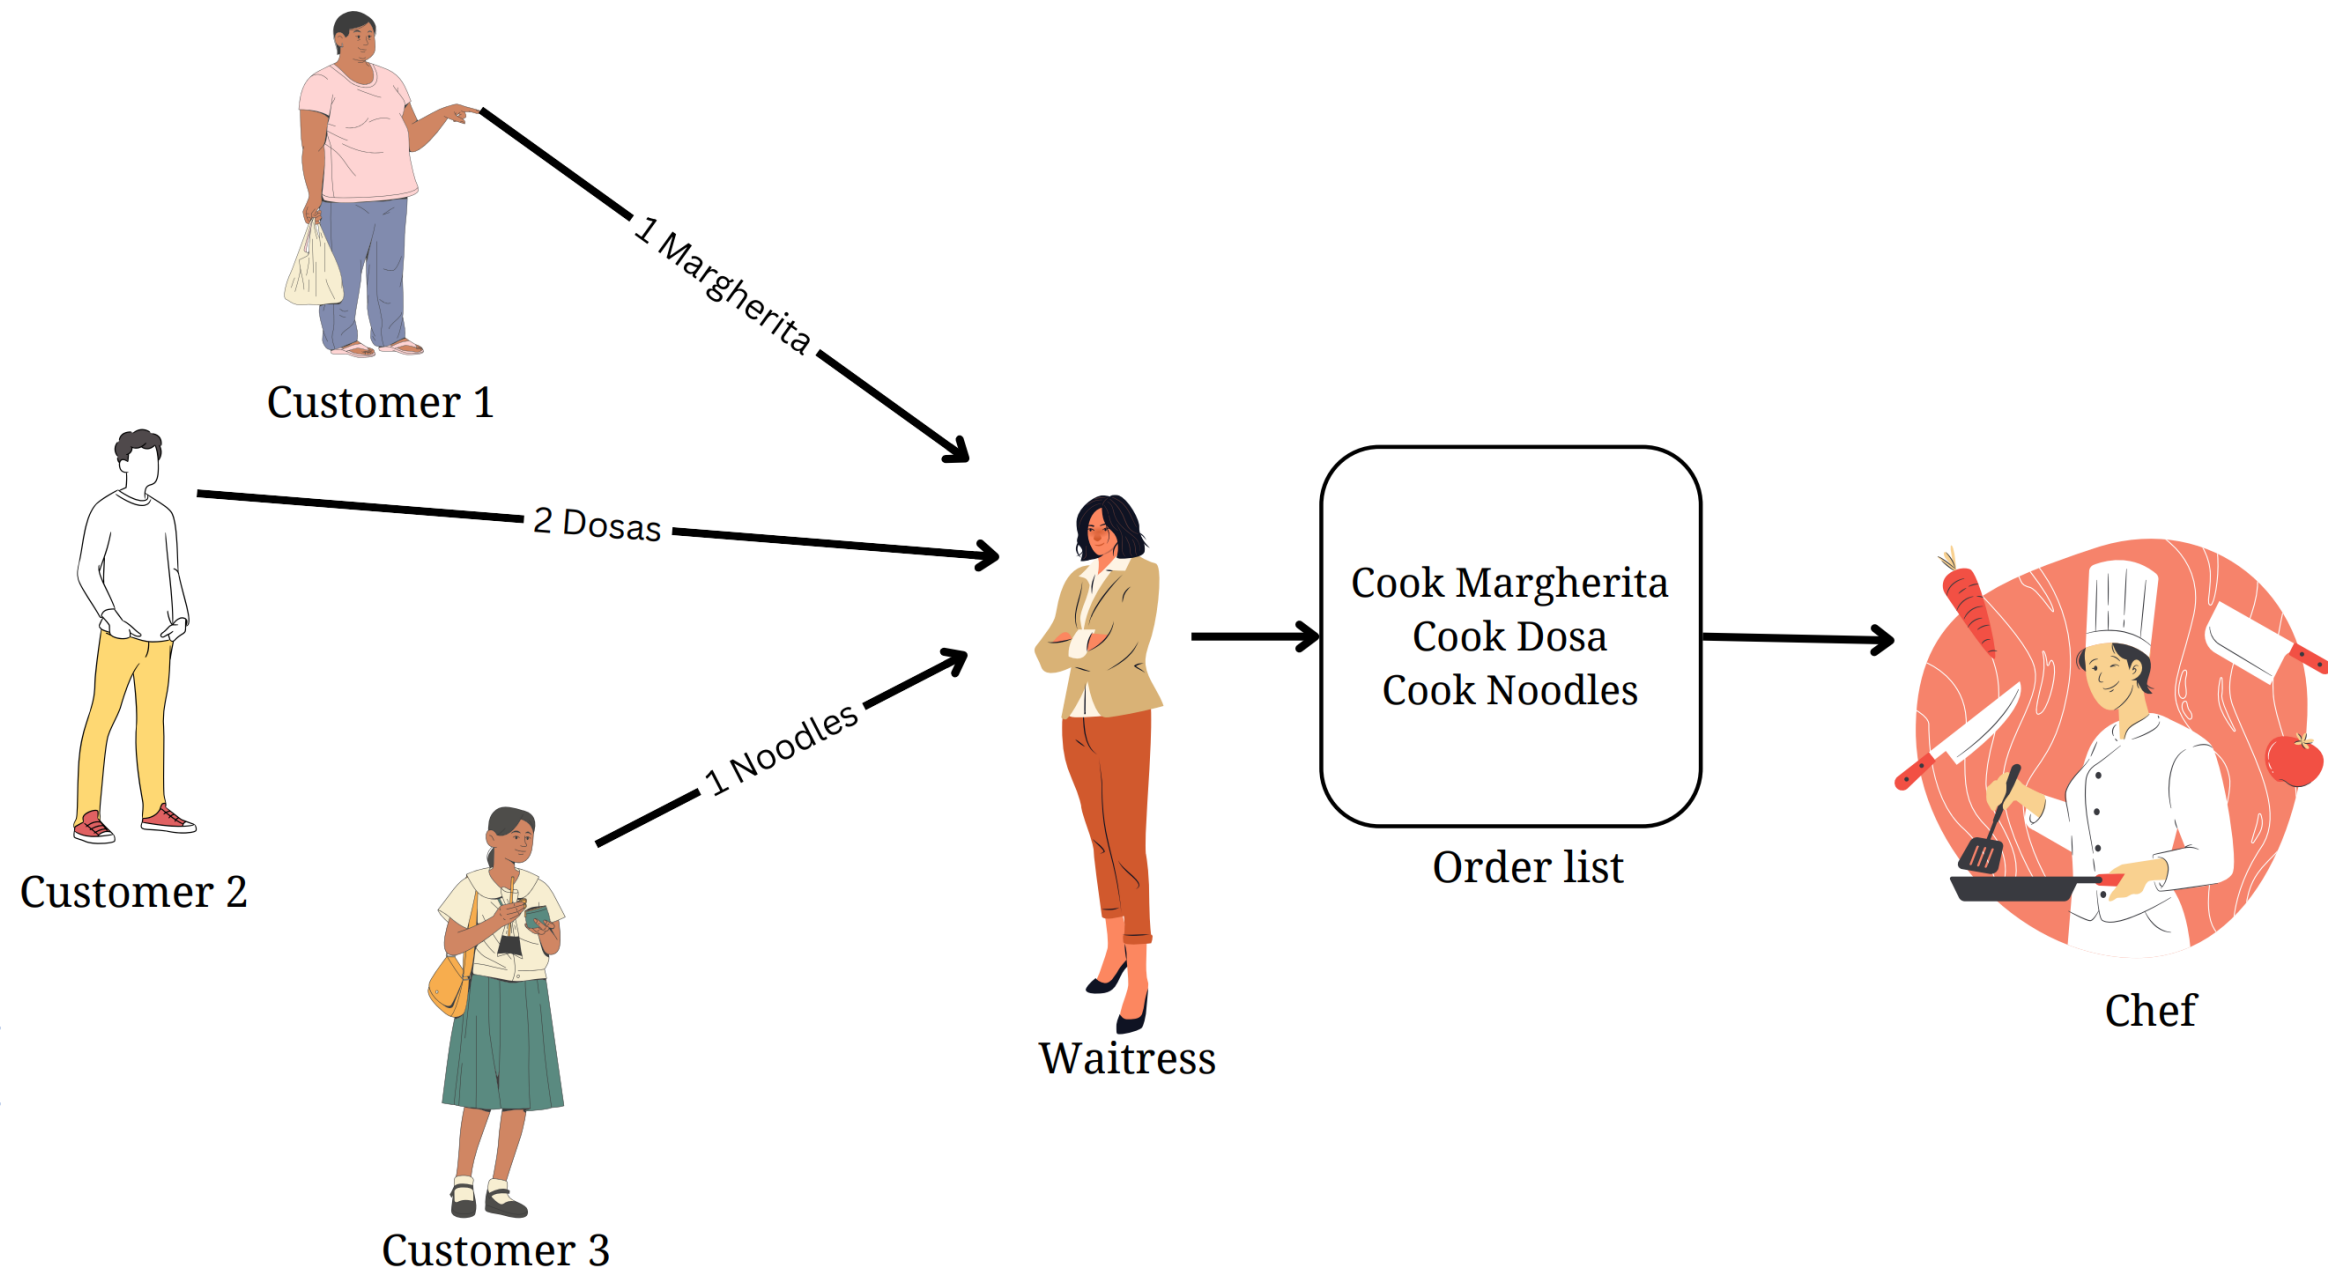 1 Margherita
Customer 1
2 Dosas
Cook Margherita
Cook Dosa
Cook Noodles
1 Noodles
Order list
Customer 2
Chef
Waitress
Customer 3